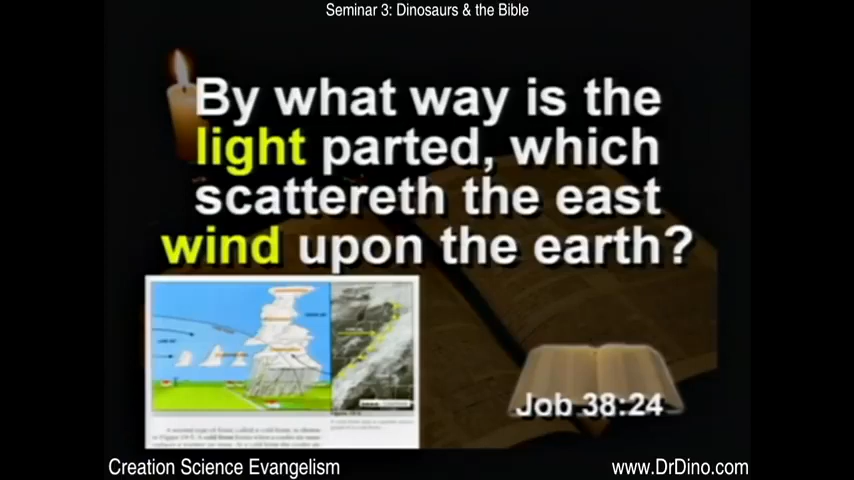 Seminar 3: Dinosaurs & the Bible
By what way is the
light parted, which
scattereth the east
wind upon the earth?
Job 38:24
Creation Science Evangelism
www.DrDino.com